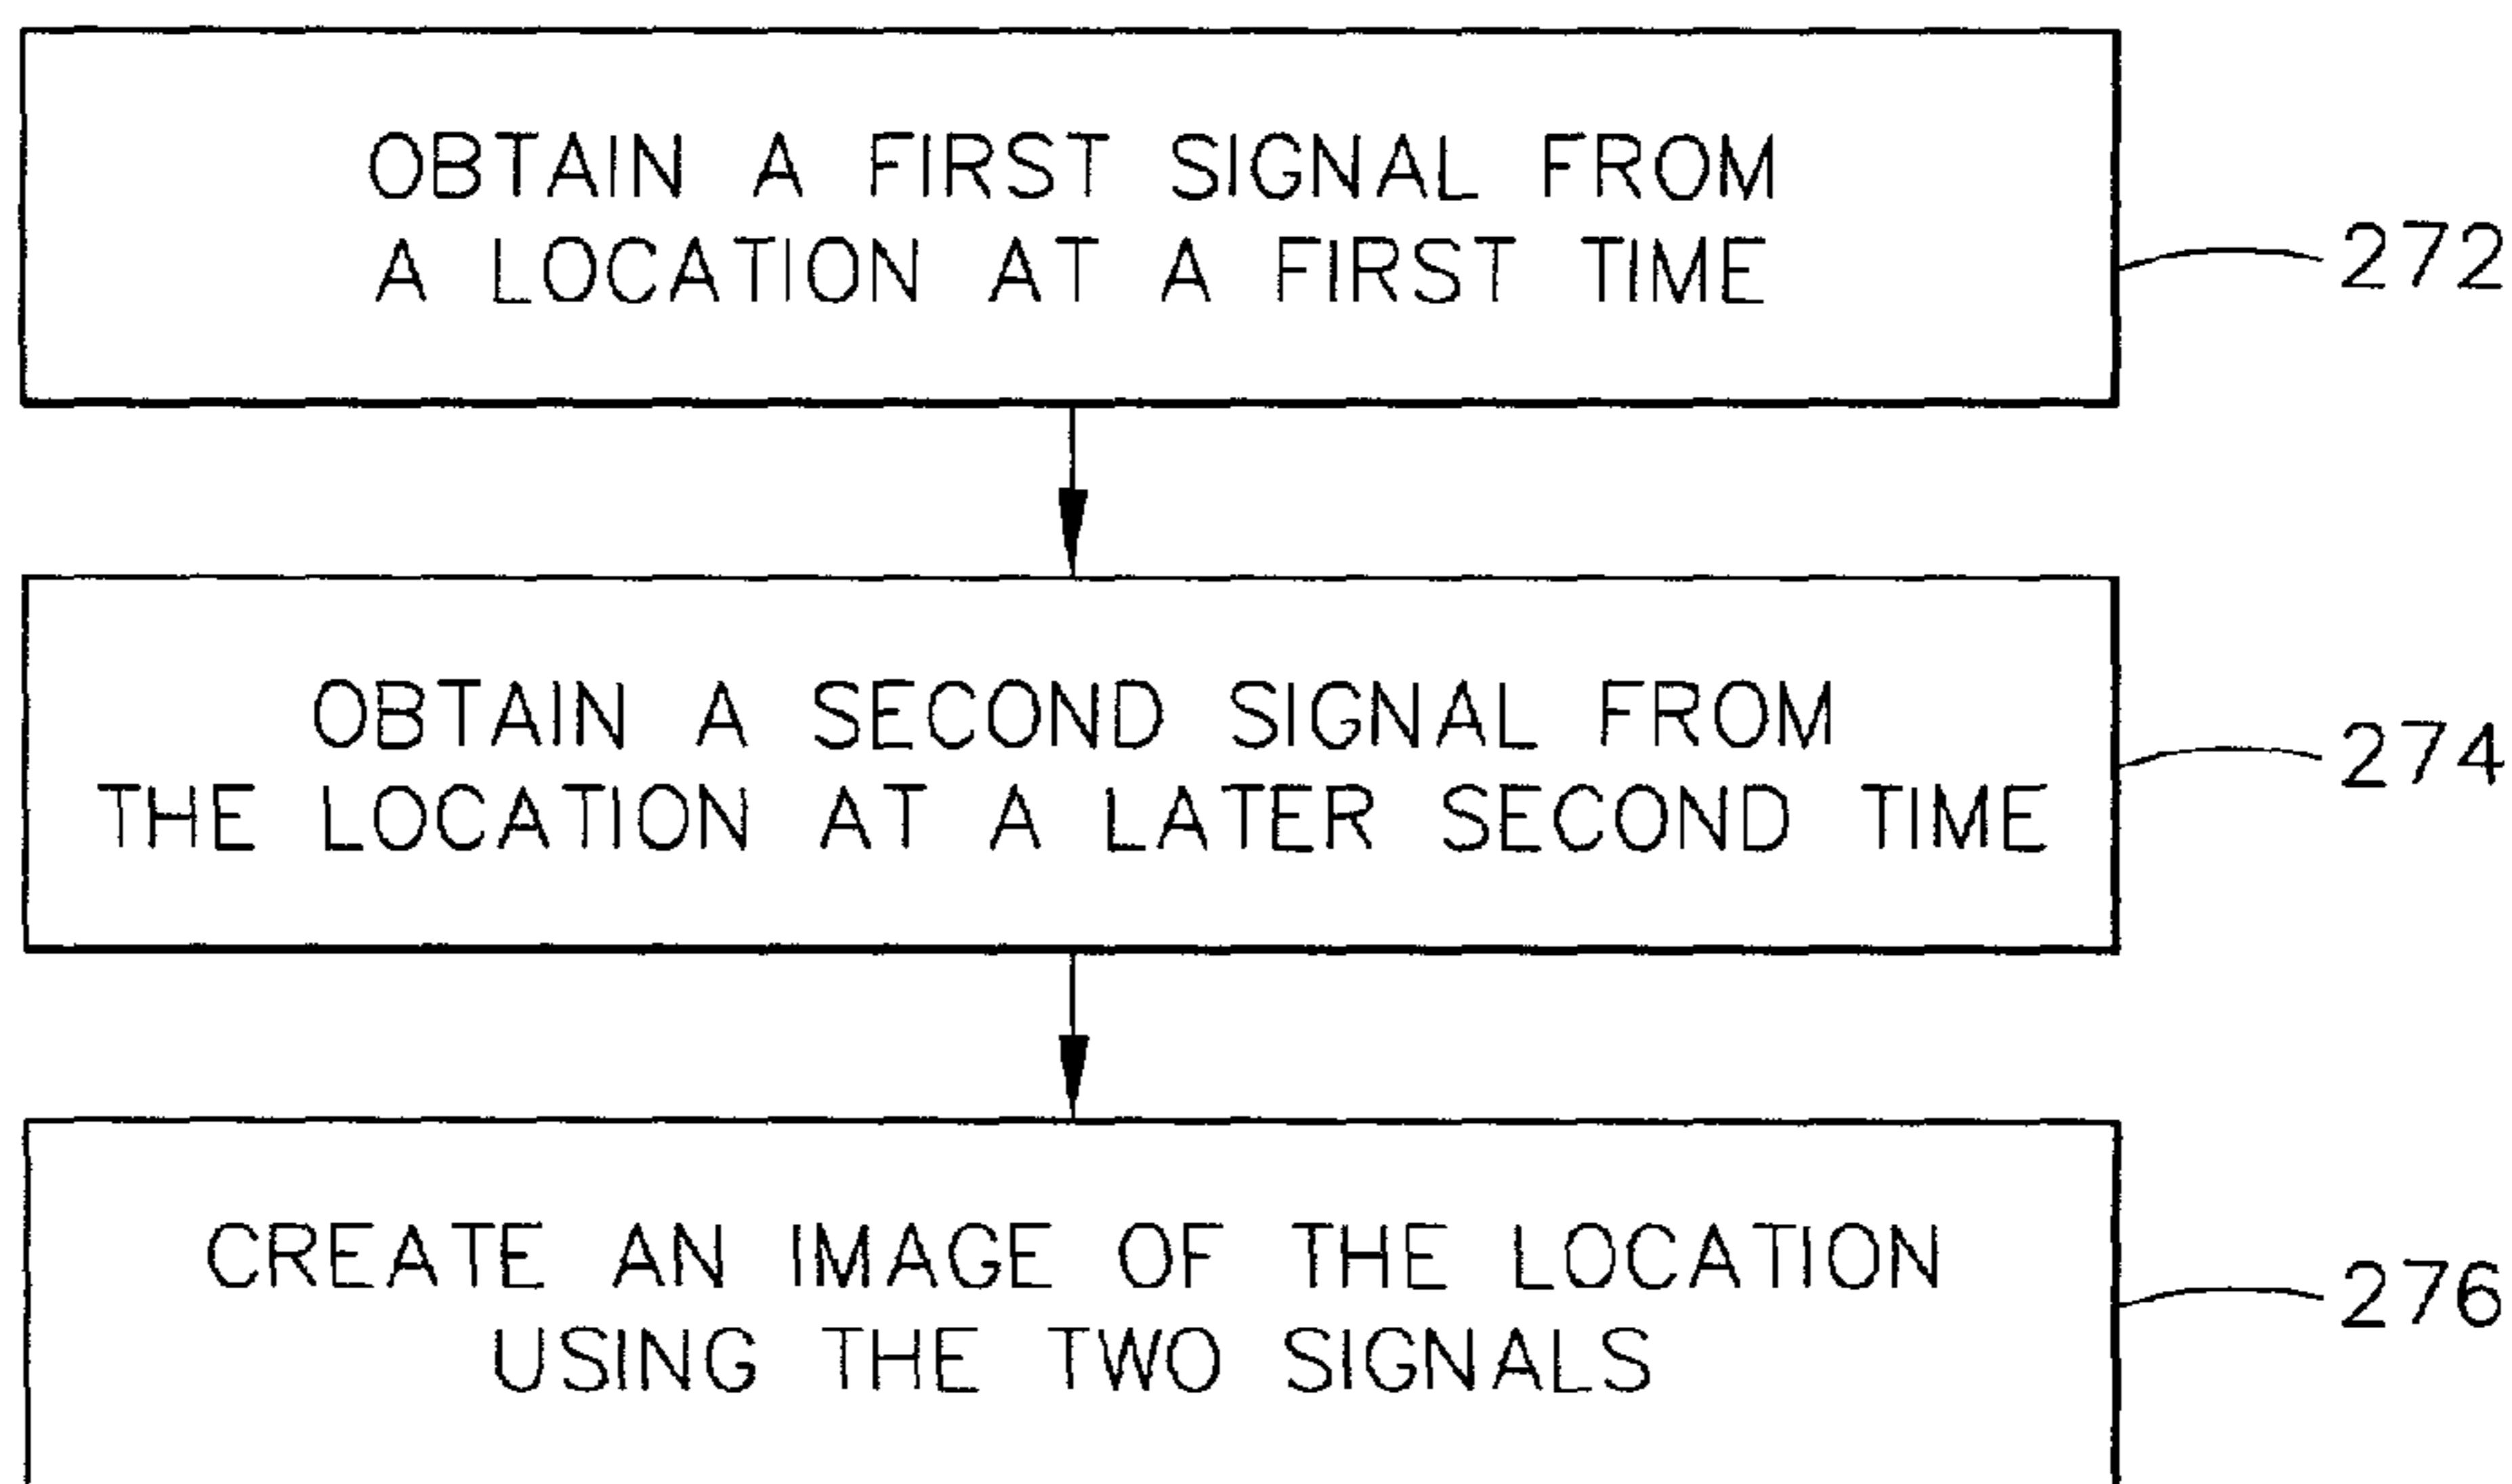 OBTAIN A FIRST SIGNAL FROM
A LOCATION AT A FIRST TIME
272
OBTAIN A SECOND SIGNAL FROM
THE LOCATION AT A LATER SECOND TIME
274
CREATE AN IMAGE OF THE LOCATION
USING THE TWO SIGNALS
276